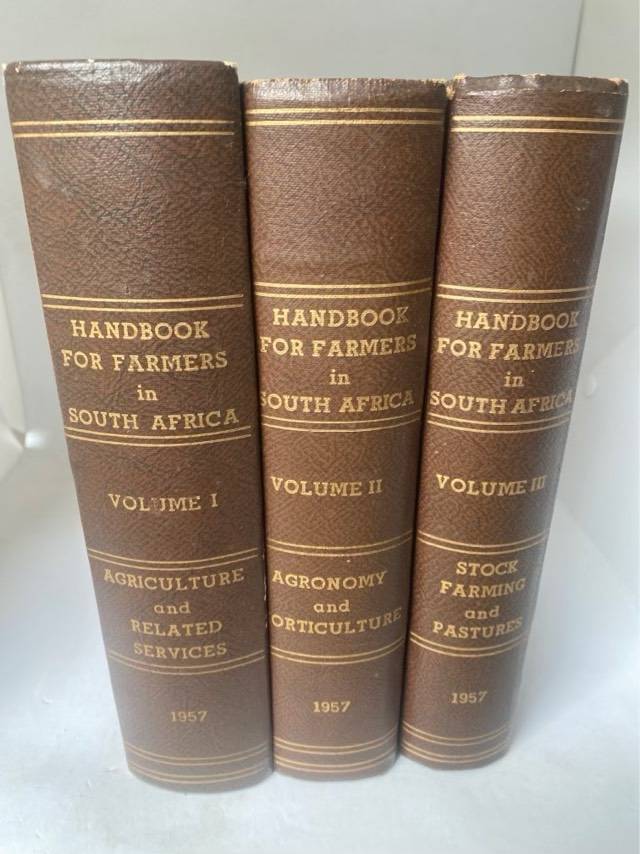 HANDBOOK
FOR FARMERS
in
SOUTH AFRICA
VOLUME I
AGRICULTURE
and
RELATED
SERVICES
1957
HANDBOOK
FOR FARMERS
in
SOUTH AFRICA
VOLUME II
AGRONOMY
and
ORTICULTURE
1957
HANDBOOK
FOR FARMERS
in
SOUTH AFRICA
VOLUME III
STOCK
FARMING
and
PASTURES
1957